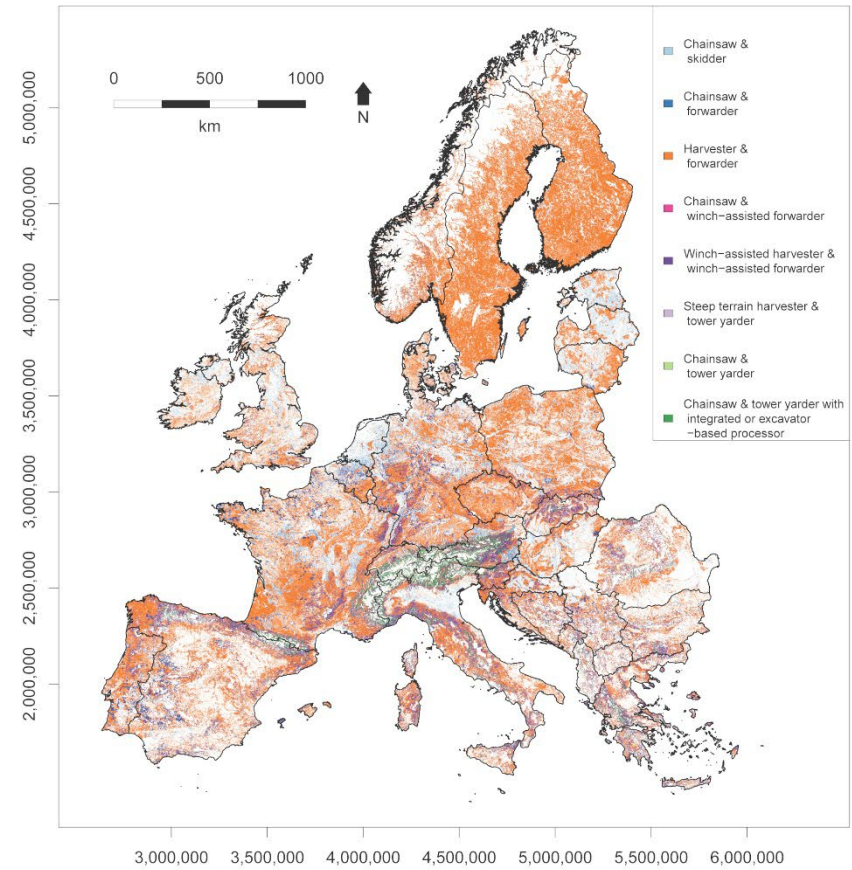 0 500 1000
km
N
Chainsaw &
skidder
Chainsaw &
forwarder
Harvester &
forwarder
Chainsaw &
winch−assisted forwarder
Winch−assisted harvester &
winch−assisted forwarder
Steep terrain harvester &
tower yarder
Chainsaw &
tower yarder
Chainsaw & tower yarder with
integrated or excavator
−based processor
5,000,000
4,500,000
4,000,000
3,500,000
3,000,000
2,500,000
2,000,000
3,000,000 3,500,000 4,000,000 4,500,000 5,000,000 5,500,000 6,000,000